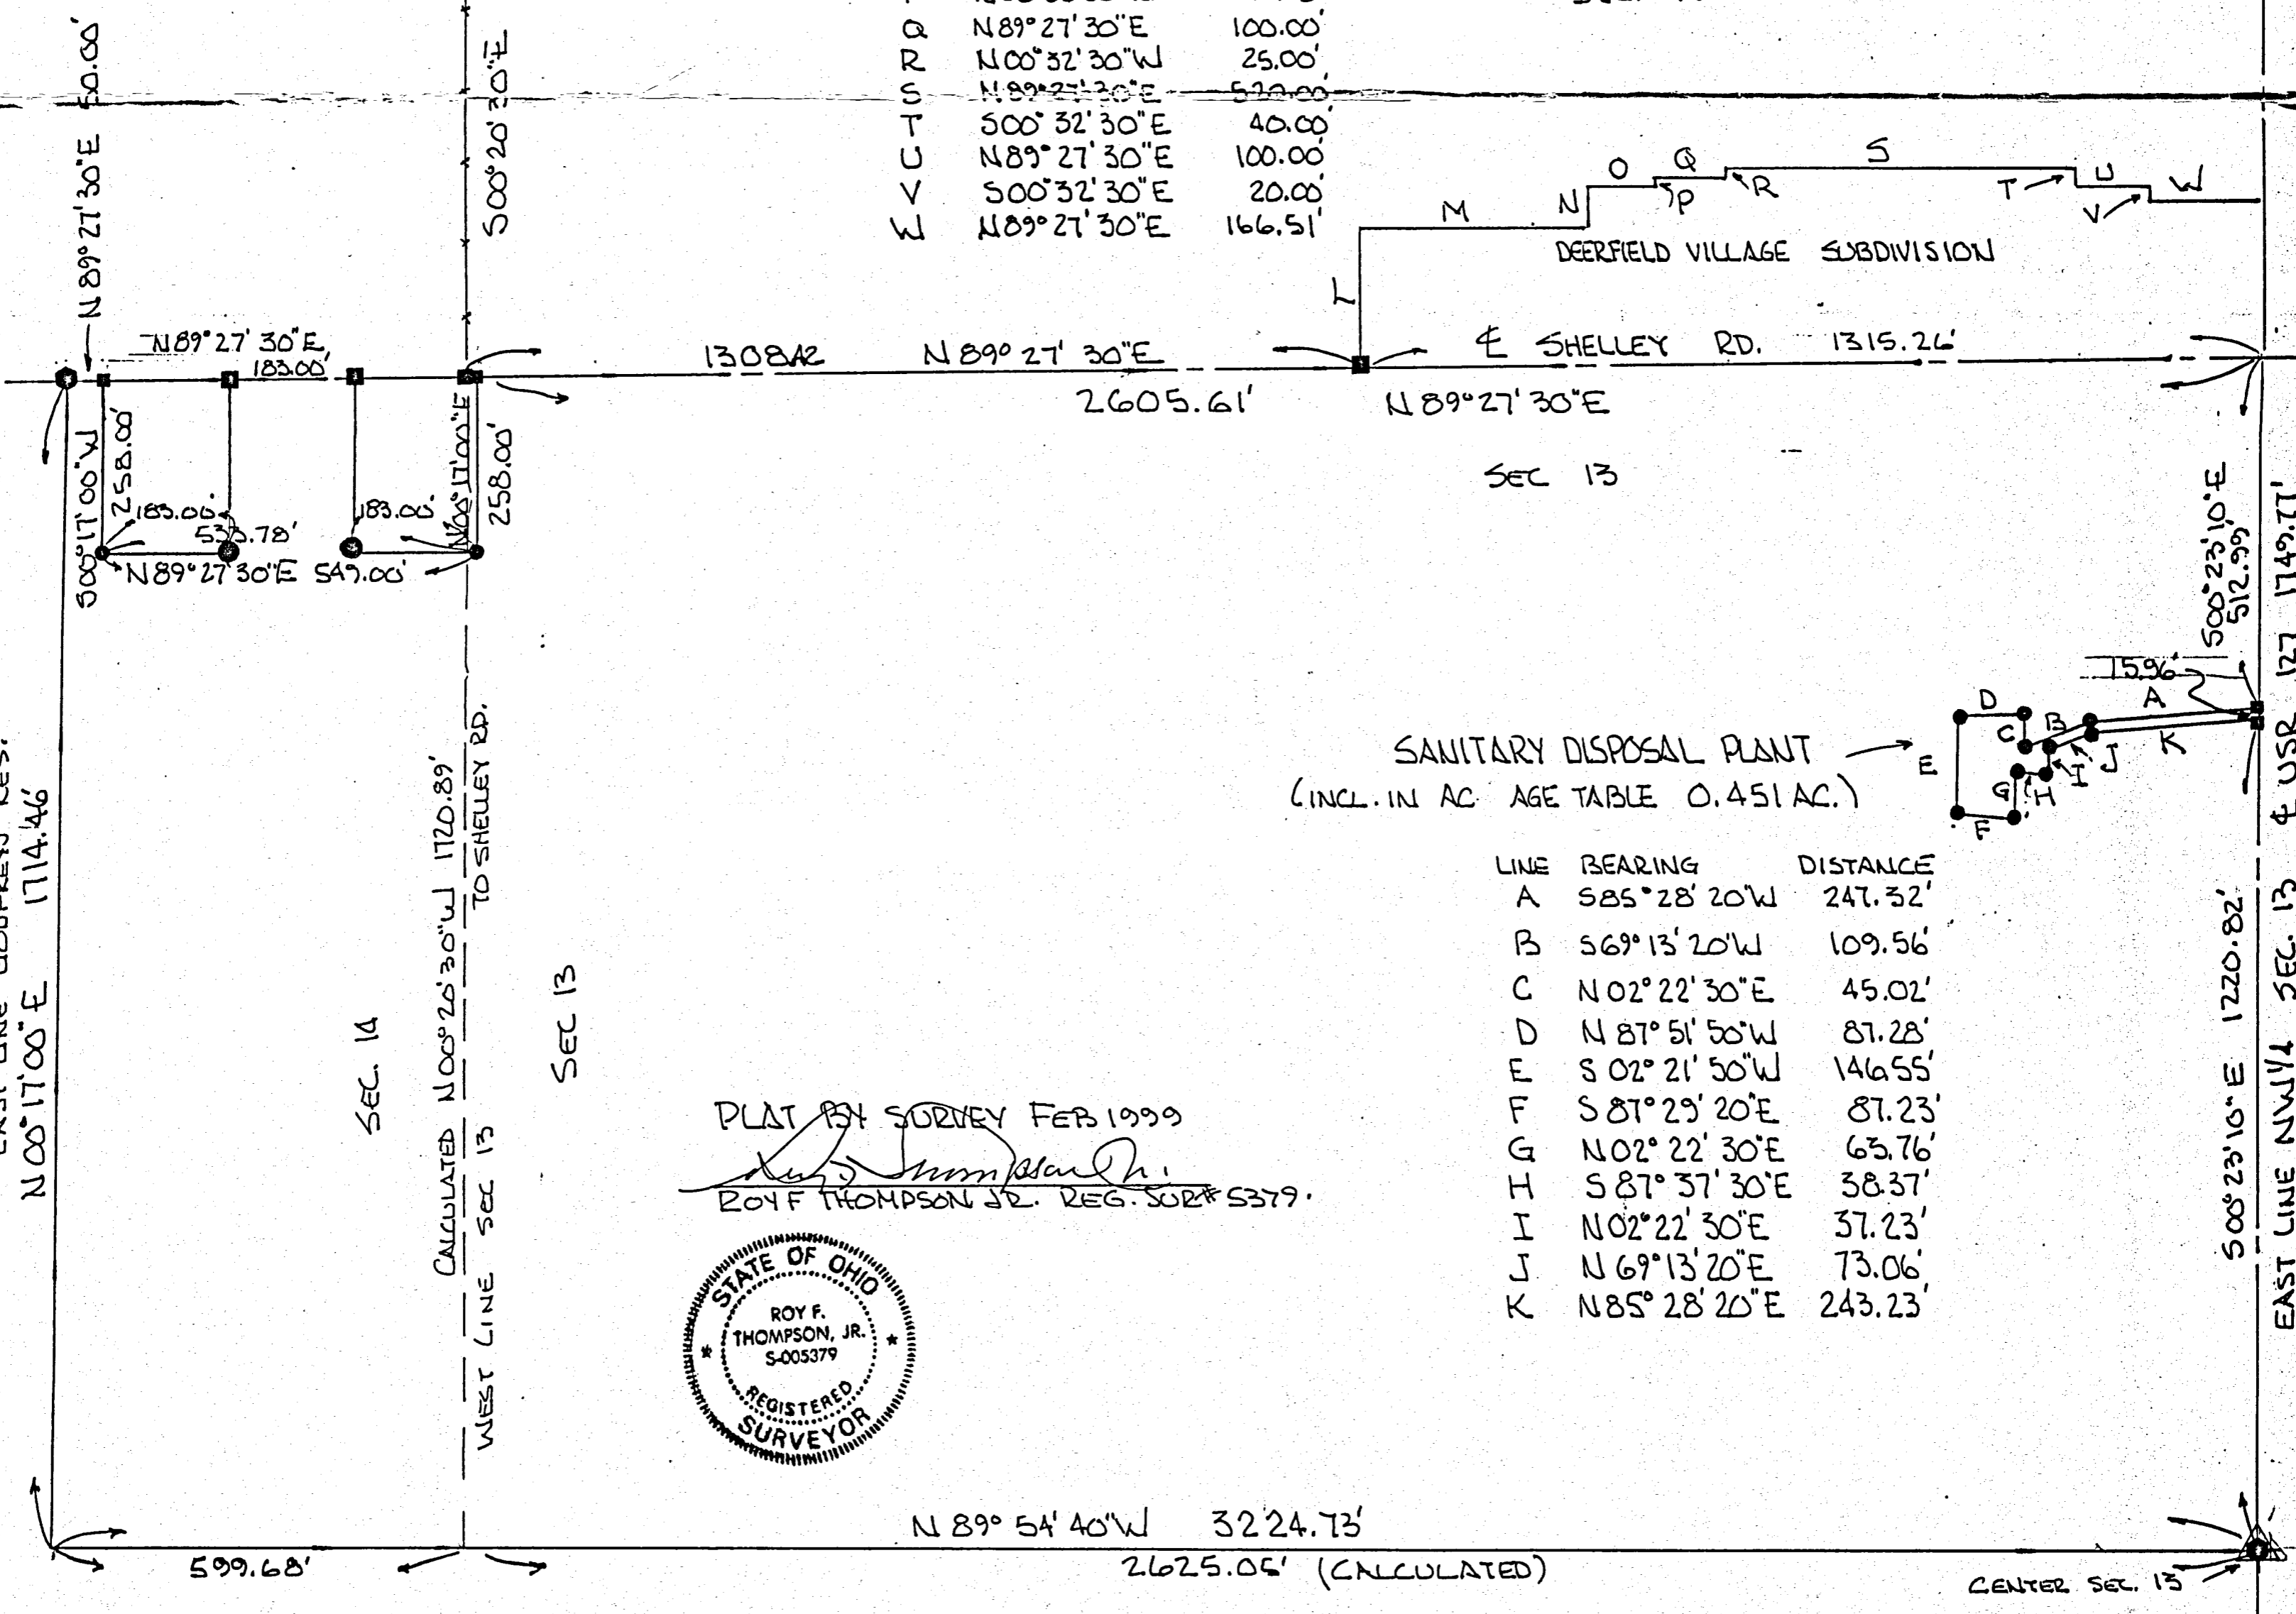 Q N89°27'30"E 100.00'
R N00°32'30"W 25.00'
S N89°27'30"E 520.00'
T S00°32'30"E 40.00'
U N89°27'30"E 100.00'
V S00°32'30"E 20.00'
W N89°27'30"E 166.51'
N89°27'30"E 50.00'
S00°20'30"E
L
M
N
O
P
Q
R
S
T
U
V
W
DEERFIELD VILLAGE SUBDIVISION
N89°27'30"E
183.00'
1308.42 N89°27'30"E
℄ SHELLEY RD. 1315.26'
2605.61' N89°27'30"E
S00°17'00"W
258.00'
183.00'
533.78'
183.00'
N00°17'00"E
258.00'
N89°27'30"E 549.00'
SEC 13
S00°23'10"E
512.99'
℄ USR 127 1749.77'
15.96'
A
B
C
D
E
F
G
H
I
J
K
SANITARY DISPOSAL PLANT
(INCL. IN AC AGE TABLE 0.451 AC.)
LINE BEARING DISTANCE
A S85°28'20"W 247.32'
B S69°13'20"W 109.56'
C N02°22'30"E 45.02'
D N87°51'50"W 87.28'
E S02°21'50"W 146.55'
F S87°29'20"E 87.23'
G N02°22'30"E 63.76'
H S87°37'30"E 38.37'
I N02°22'30"E 37.23'
J N69°13'20"E 73.06'
K N85°28'20"E 243.23'
N00°17'00"E 1714.46'
SEC. 14
CALCULATED N00°20'30"W 1720.89'
WEST LINE SEC 13 TO SHELLEY RD.
SEC 13
S00°23'10"E 1220.82'
EAST LINE NW1/4 SEC. 13
PLAT BY SURVEY FEB 1999
ROY F THOMPSON JR. REG. SUR# 5379.
STATE OF OHIO
ROY F.
THOMPSON, JR.
S-005379
REGISTERED
SURVEYOR
N89°54'40"W 3224.73'
599.68'
2625.05' (CALCULATED)
CENTER SEC. 13